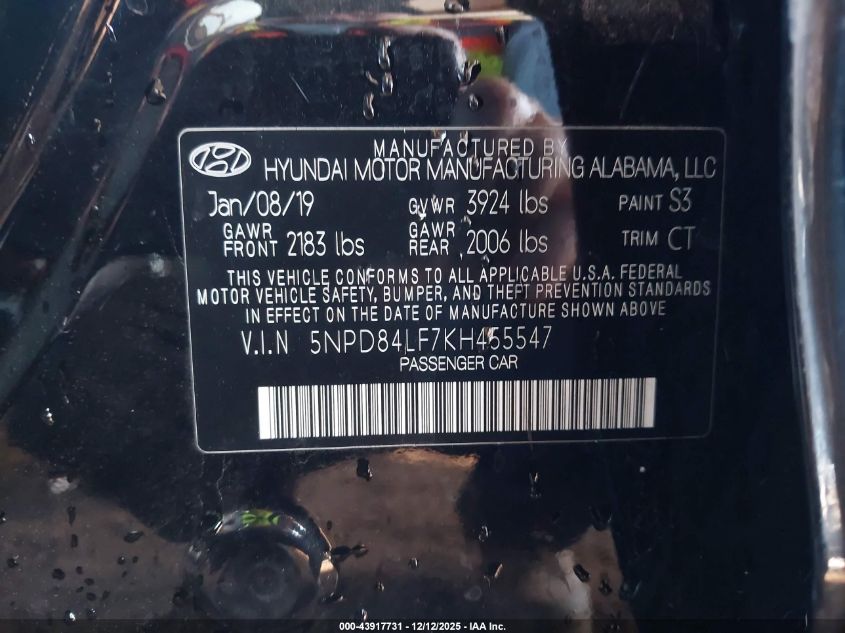 MANUFACTURED BY
HYUNDAI MOTOR MANUFACTURING ALABAMA, LLC
Jan/08/19 GVWR 3924 lbs PAINT S3
GAWR FRONT 2183 lbs GAWR REAR 2006 lbs TRIM CT
THIS VEHICLE CONFORMS TO ALL APPLICABLE U.S.A. FEDERAL
MOTOR VEHICLE SAFETY, BUMPER, AND THEFT PREVENTION STANDARDS
IN EFFECT ON THE DATE OF MANUFACTURE SHOWN ABOVE
V.I.N 5NPD84LF7KH455547
PASSENGER CAR
000-43917731 - 12/12/2025 - IAA Inc.